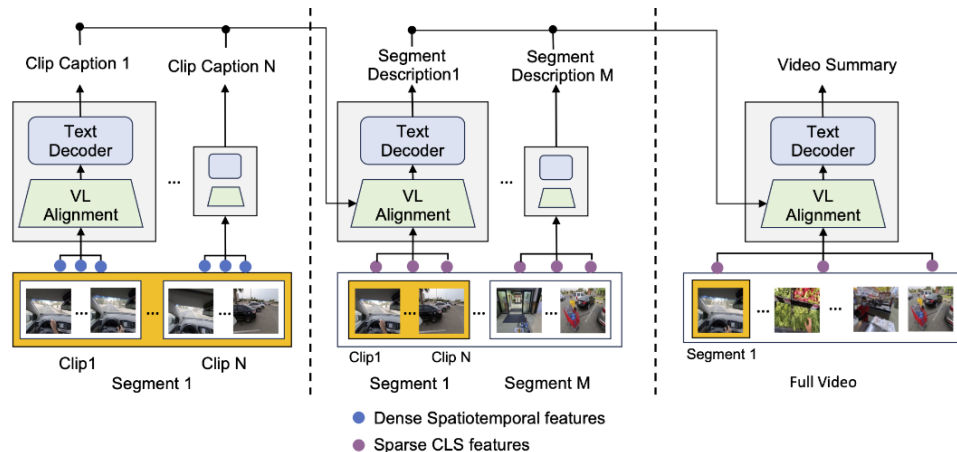 Clip Caption 1
Clip Caption N
Text
Decoder
VL
Alignment
...
...
...
...
Clip1
Clip N
Segment 1
Segment
Description1
Segment
Description M
Text
Decoder
VL
Alignment
...
...
...
...
Clip1
Clip N
Segment 1
Segment M
Video Summary
Text
Decoder
VL
Alignment
...
...
...
Segment 1
Full Video
Dense Spatiotemporal features
Sparse CLS features